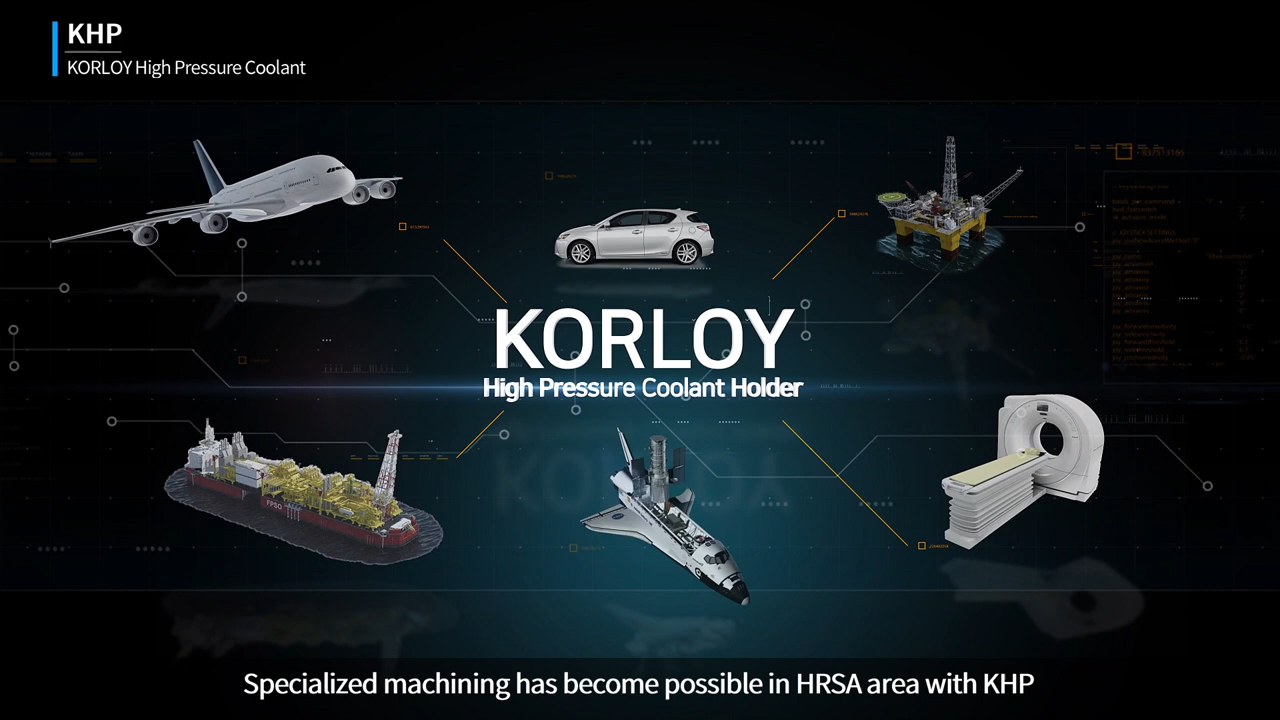 KHP
KORLOY High Pressure Coolant
KORLOY
High Pressure Coolant Holder
FPSO
Specialized machining has become possible in HRSA area with KHP